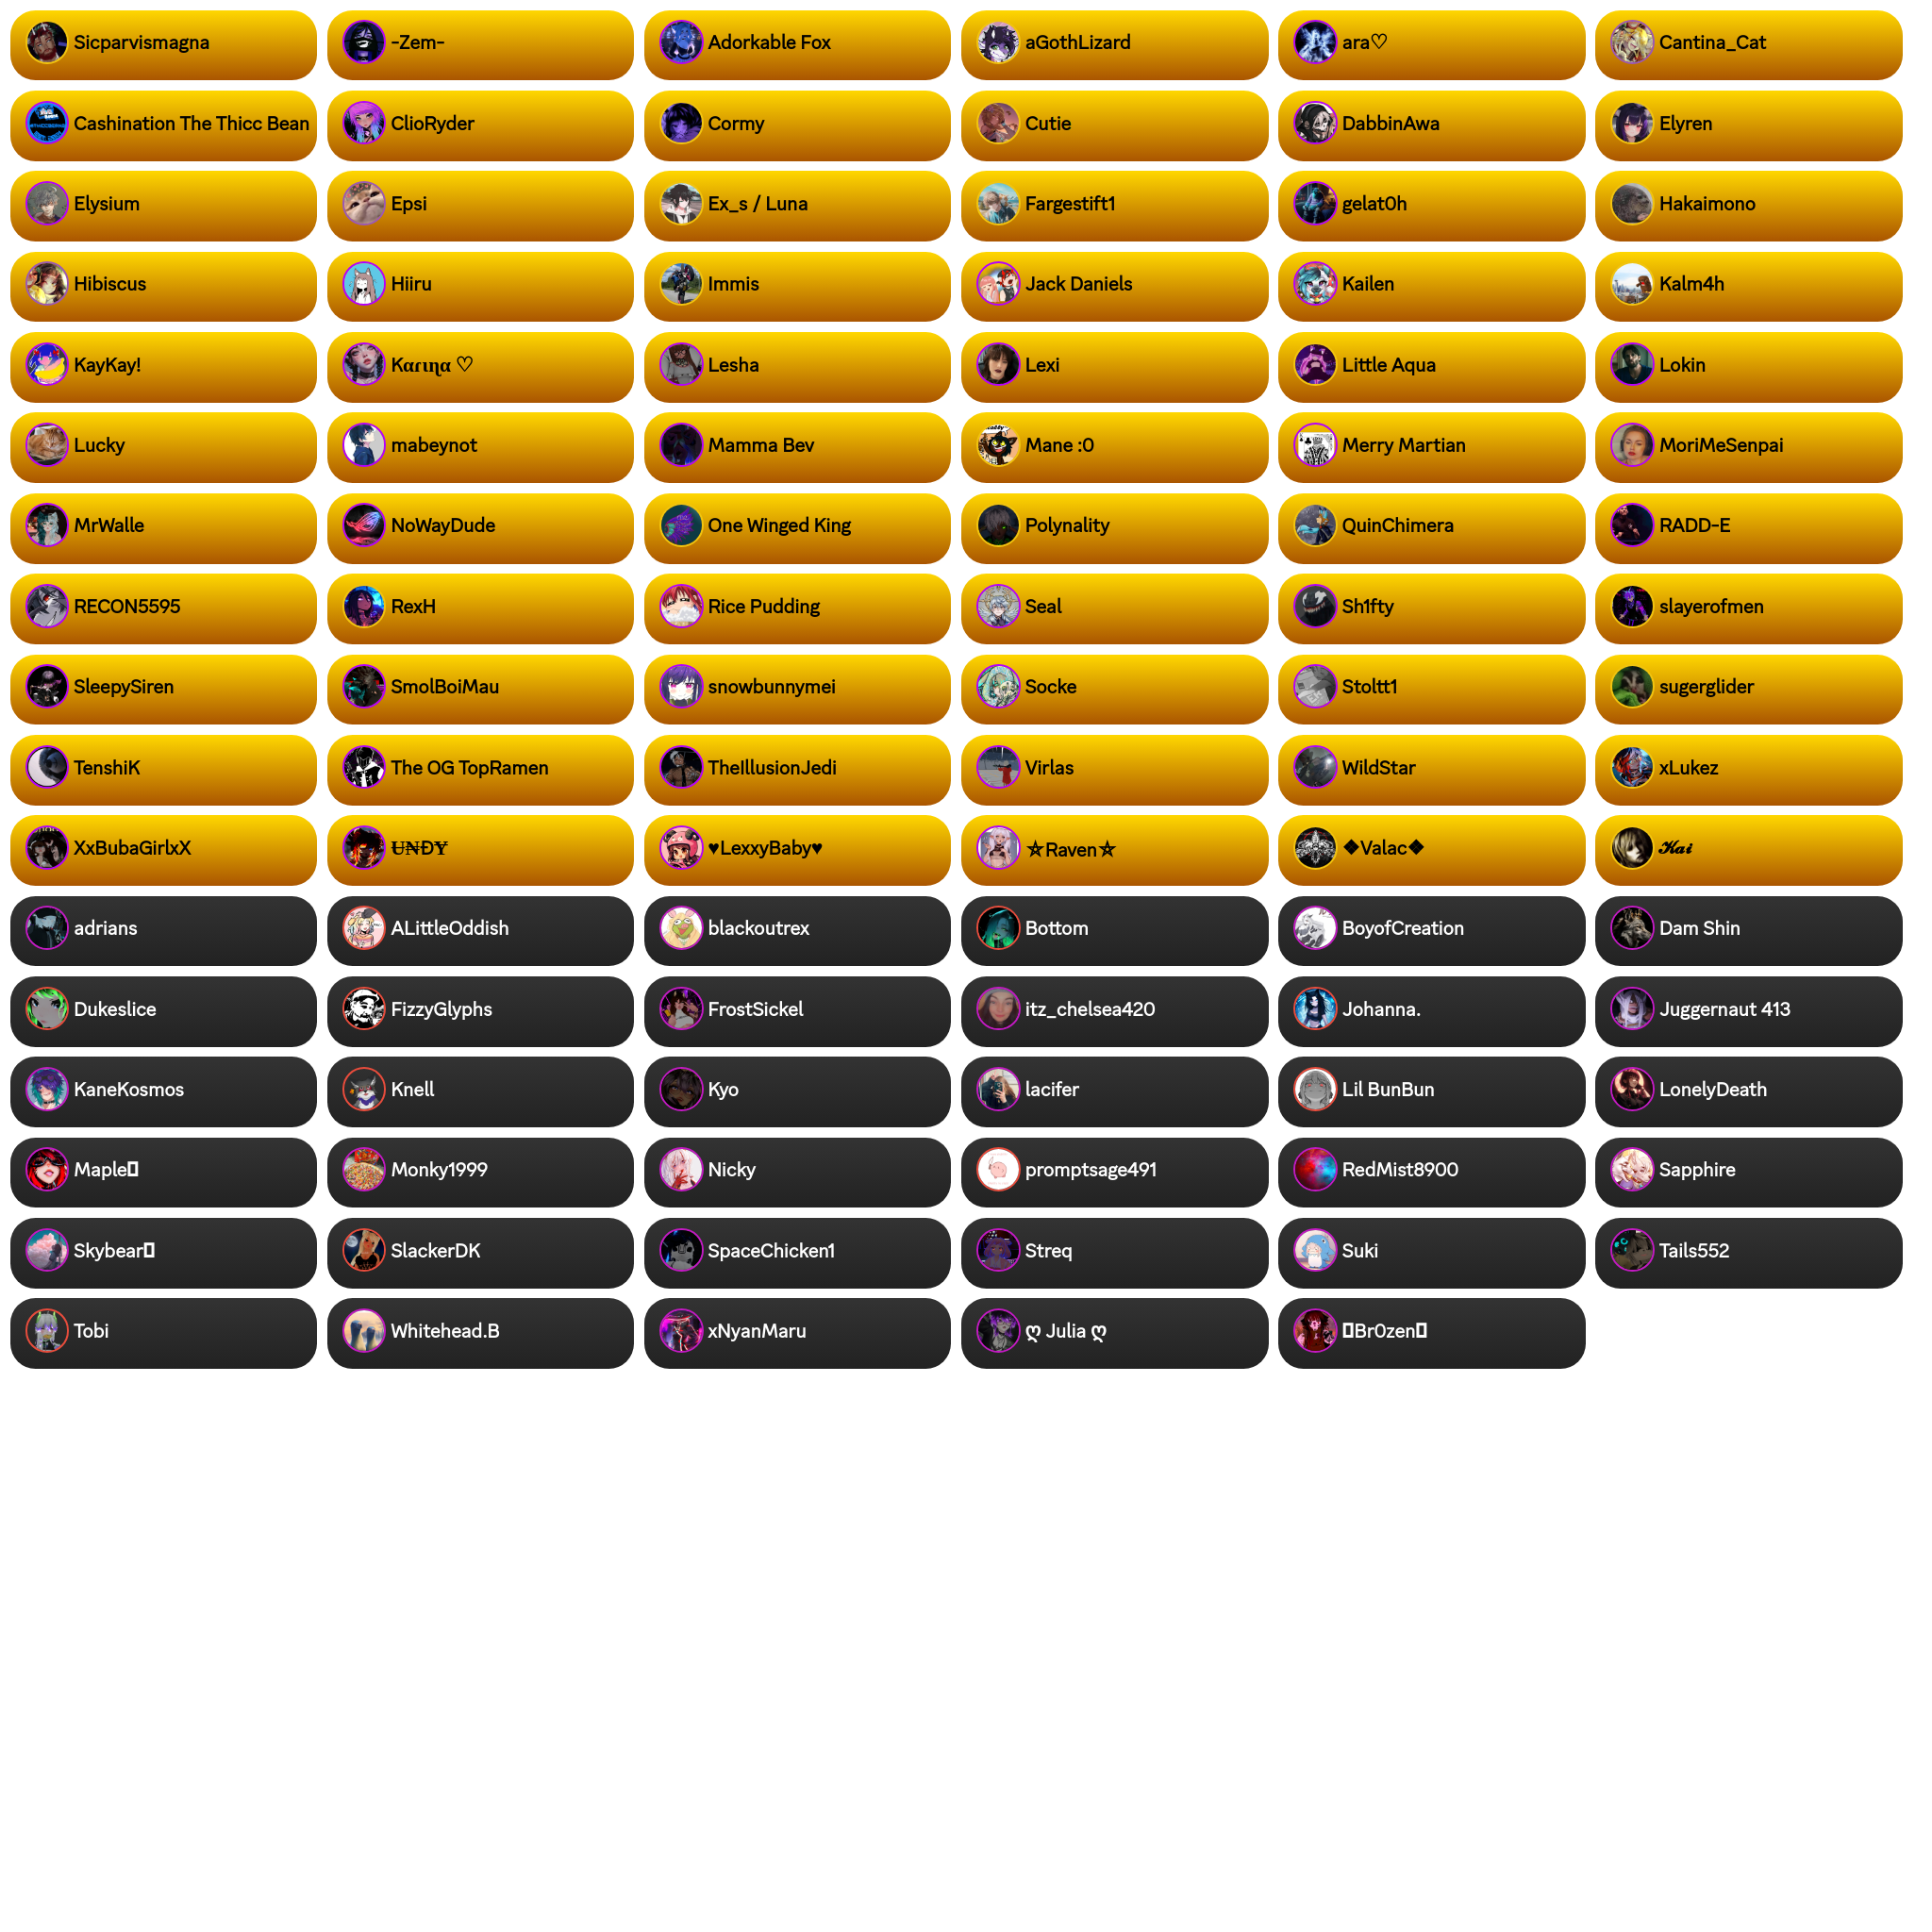 Sicparvismagna
-Zem-
Adorkable Fox
aGothLizard
ara♡
Cantina_Cat
Cashination The Thicc Bean
ClioRyder
Cormy
Cutie
DabbinAwa
Elyren
Elysium
Epsi
Ex_s / Luna
Fargestift1
gelat0h
Hakaimono
Hibiscus
Hiiru
Immis
Jack Daniels
Kailen
Kalm4h
KayKay!
Kαɾιɳα ♡
Lesha
Lexi
Little Aqua
Lokin
Lucky
mabeynot
Mamma Bev
Mane :0
Merry Martian
MoriMeSenpai
MrWalle
NoWayDude
One Winged King
Polynality
QuinChimera
RADD-E
RECON5595
RexH
Rice Pudding
Seal
Sh1fty
slayerofmen
SleepySiren
SmolBoiMau
snowbunnymei
Socke
Stoltt1
sugerglider
TenshiK
The OG TopRamen
TheIllusionJedi
Virlas
WildStar
xLukez
XxBubaGirlxX
Ʉ₦ĐɎ
♥LexxyBaby♥
⛤Raven⛤
❖Valac❖
𝓚𝓪𝓲
adrians
ALittleOddish
blackoutrex
Bottom
BoyofCreation
Dam Shin
Dukeslice
FizzyGlyphs
FrostSickel
itz_chelsea420
Johanna.
Juggernaut 413
KaneKosmos
Knell
Kyo
lacifer
Lil BunBun
LonelyDeath
Maple
Monky1999
Nicky
promptsage491
RedMist8900
Sapphire
Skybear
SlackerDK
SpaceChicken1
Streq
Suki
Tails552
Tobi
Whitehead.B
xNyanMaru
ღ Julia ღ
Br0zen